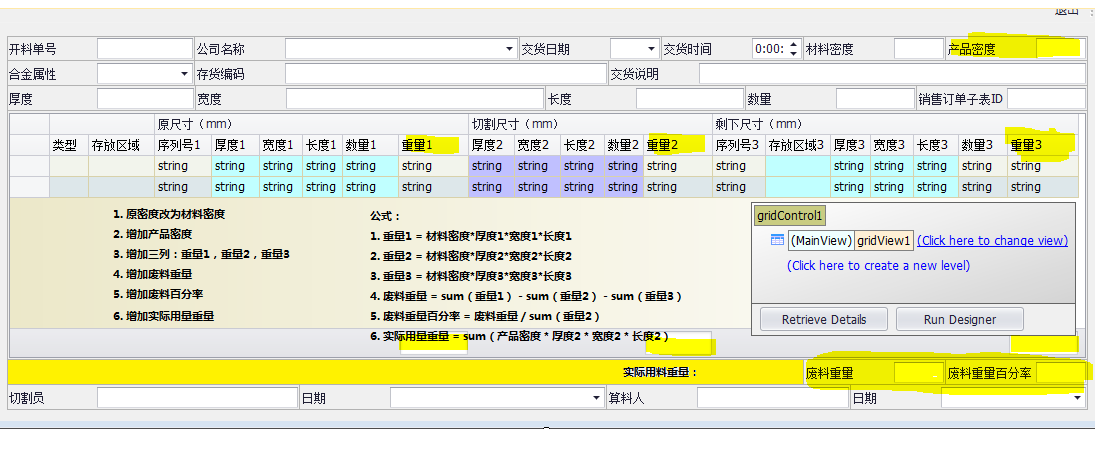 退出
开料单号 公司名称 交货日期 交货时间 0:00: 材料密度 产品密度
合金属性 存货编码 交货说明
厚度 宽度 长度 数量 销售订单子表ID
原尺寸（mm） 切割尺寸（mm） 剩下尺寸（mm）
类型 存放区域 序列号1 厚度1 宽度1 长度1 数量1 重量1 厚度2 宽度2 长度2 数量2 重量2 序列号3 存放区域3 厚度3 宽度3 长度3 数量3 重量3
string string string string string string string string string string string string string string string string string string
string string string string string string string string string string string string string string string string string string
1. 原密度改为材料密度
2. 增加产品密度
3. 增加三列：重量1，重量2，重量3
4. 增加废料重量
5. 增加废料百分率
6. 增加实际用量重量
公式：
1. 重量1 = 材料密度*厚度1*宽度1*长度1
2. 重量2 = 材料密度*厚度2*宽度2*长度2
3. 重量3 = 材料密度*厚度3*宽度3*长度3
4. 废料重量 = sum（重量1） - sum（重量2） - sum（重量3）
5. 废料重量百分率 = 废料重量 / sum（重量2）
6. 实际用量重量 = sum（产品密度 * 厚度2 * 宽度2 * 长度2）
gridControl1
(MainView) gridView1 (Click here to change view)
(Click here to create a new level)
Retrieve Details Run Designer
实际用料重量： 废料重量 废料重量百分率
切割员 日期 算料人 日期